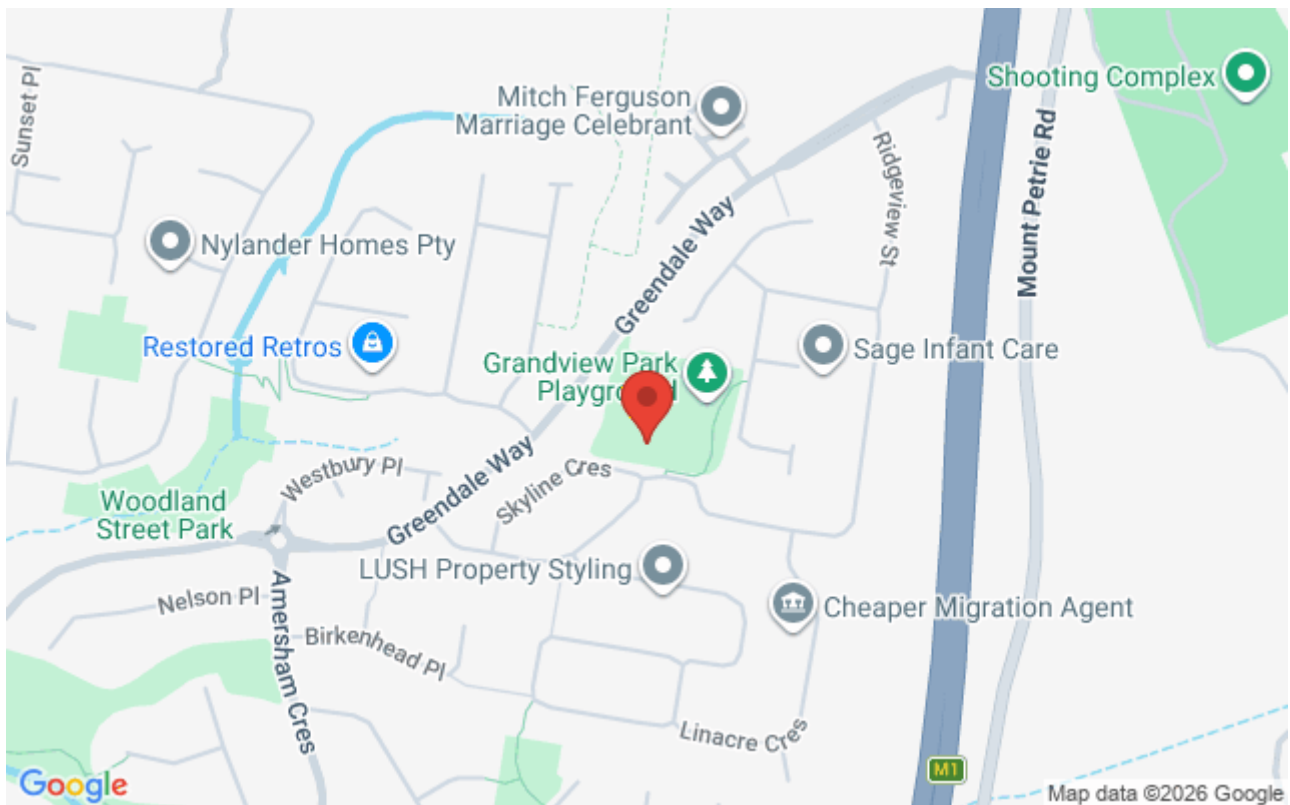 Sunset Pl
Mitch Ferguson
Marriage Celebrant
Shooting Complex
Mount Petrie Rd
Ridgeview St
Greendale Way
Nylander Homes Pty
Restored Retros
Grandview Park
Playground
Sage Infant Care
Westbury Pl
Greendale Way
Skyline Cres
Woodland
Street Park
LUSH Property Styling
Nelson Pl
Amersham Cres
Birkenhead Pl
Cheaper Migration Agent
Linacre Cres
M1
Google
Map data ©2026 Google